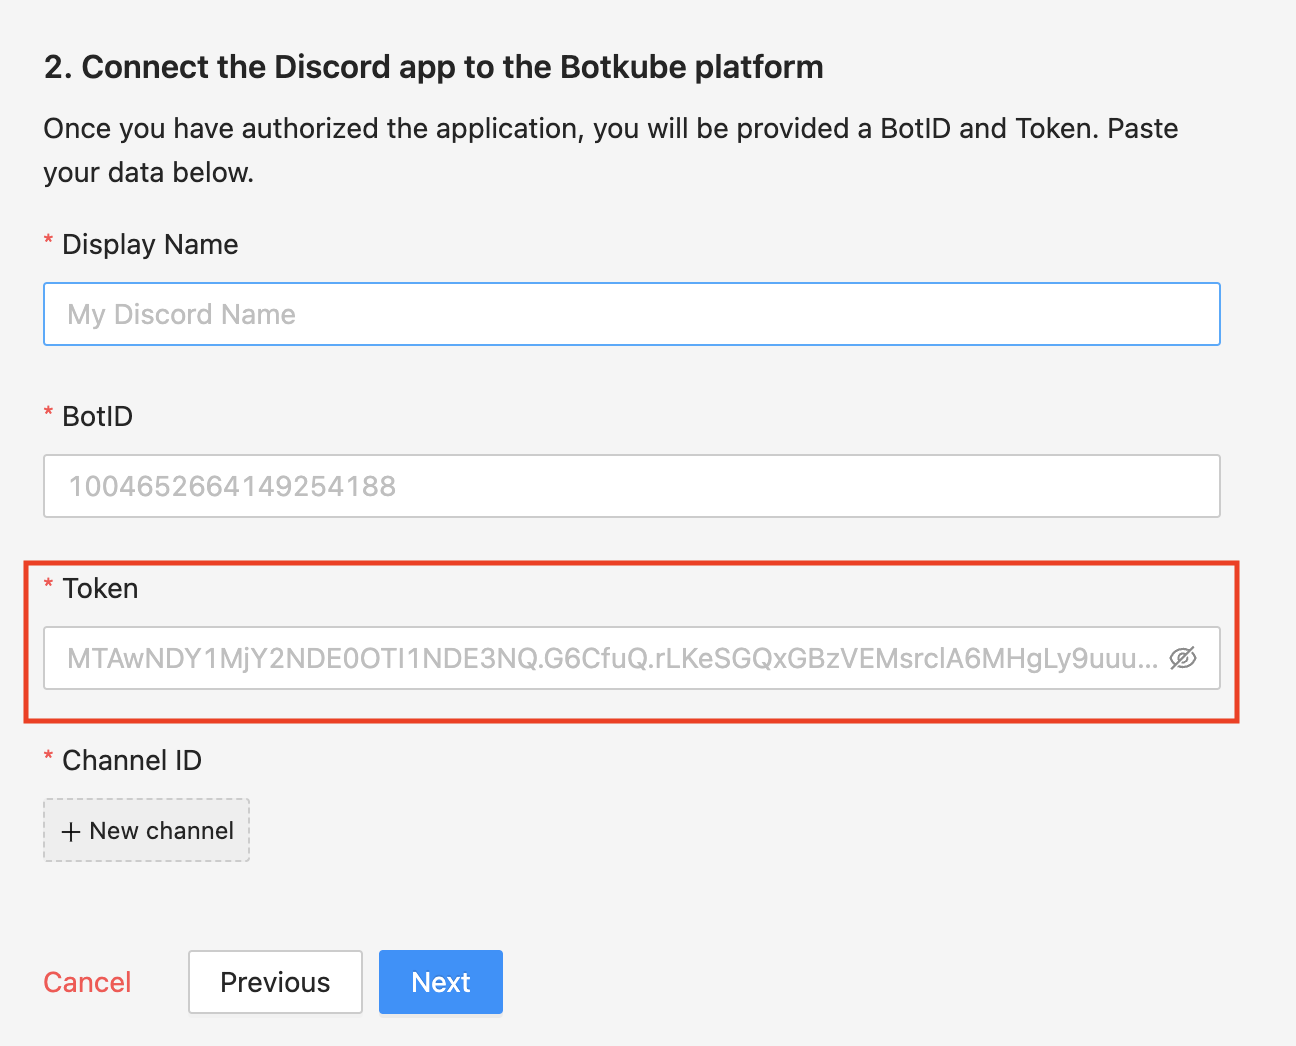 2. Connect the Discord app to the Botkube platform
Once you have authorized the application, you will be provided a BotID and Token. Paste
your data below.
* Display Name
My Discord Name
* BotID
1004652664149254188
* Token
MTAwNDY1MjY2NDE0OTI1NDE3NQ.G6CfuQ.rLKeSGQxGBzVEMsrclA6MHgLy9uuu...
* Channel ID
+ New channel
Cancel
Previous
Next